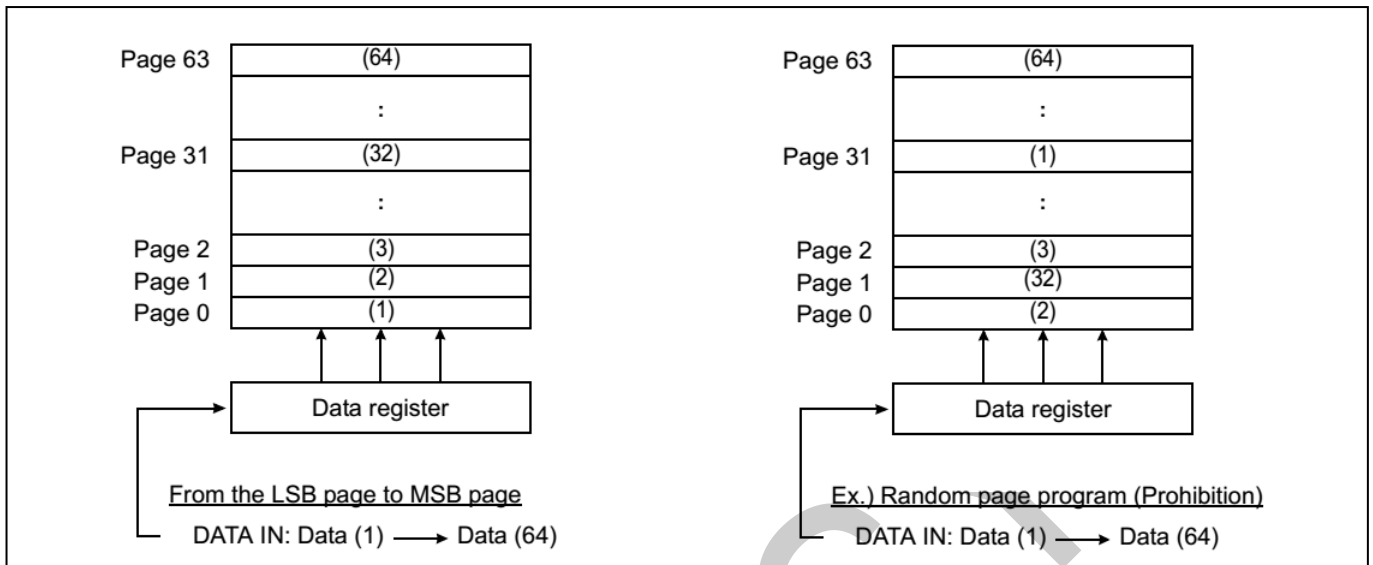 Page 63 (64)
:
Page 31 (32)
:
Page 2 (3)
Page 1 (2)
Page 0 (1)
Data register
From the LSB page to MSB page
DATA IN: Data (1) Data (64)
Page 63 (64)
:
Page 31 (1)
:
Page 2 (3)
Page 1 (32)
Page 0 (2)
Data register
Ex.) Random page program (Prohibition)
DATA IN: Data (1) Data (64)